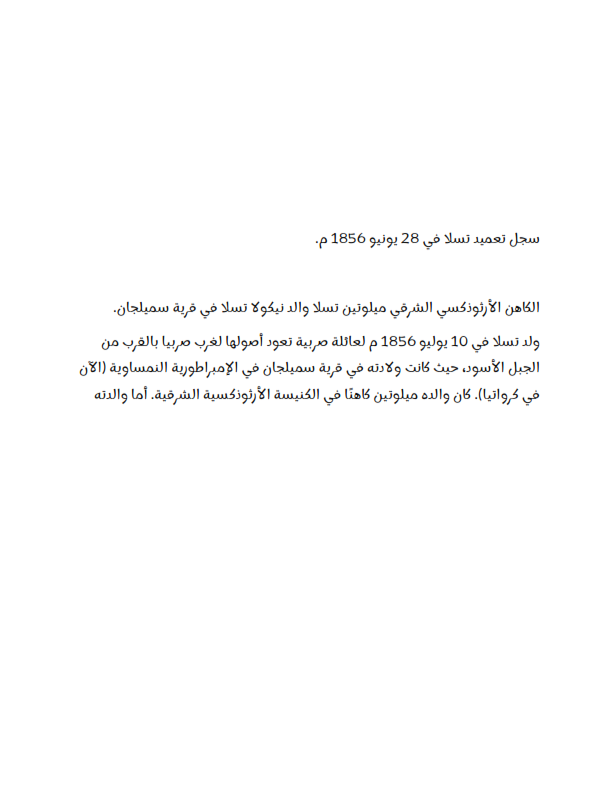 سجل تعميد تسلا في 28 يونيو 1856 م.
الكاهن الأرثوذكسي الشرقي ميلوتين تسلا والد نيكولا تسلا في قرية سميلجان.
ولد تسلا في 10 يوليو 1856 م لعائلة صربية تعود أصولها لغرب صربيا بالقرب من
الجبل الأسود، حيث كانت ولادته في قرية سميلجان في الإمبراطورية النمساوية (الآن
في كرواتيا). كان والده ميلوتين كاهنًا في الكنيسة الأرثوذكسية الشرقية. أما والدته